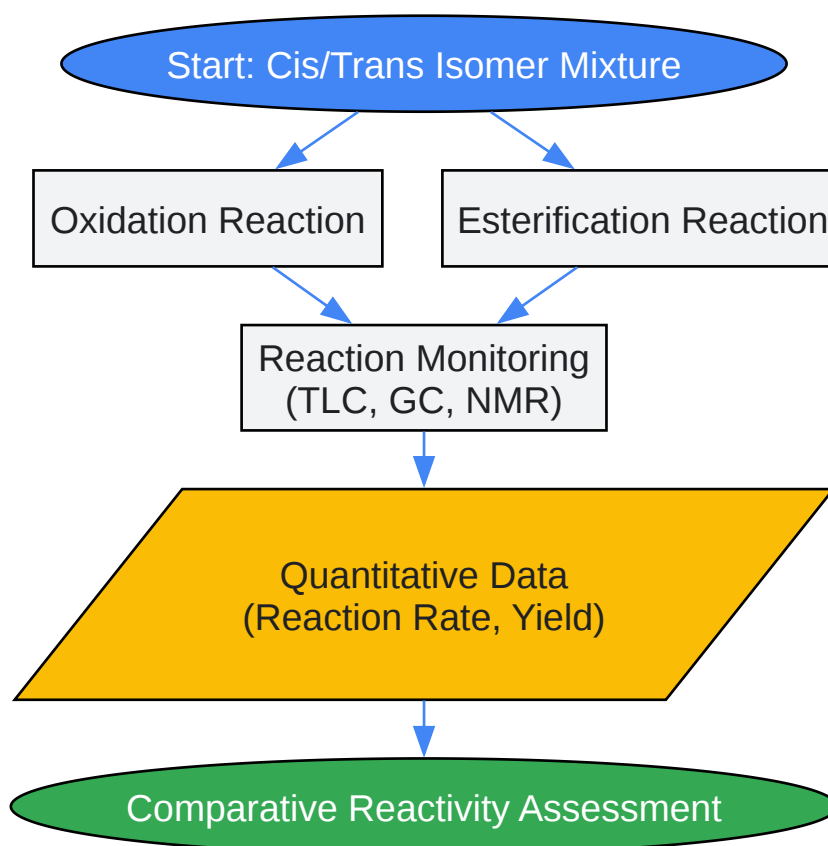 Start: Cis/Trans Isomer Mixture
Oxidation Reaction
Esterification Reaction
Reaction Monitoring
(TLC, GC, NMR)
Quantitative Data
(Reaction Rate, Yield)
Comparative Reactivity Assessment